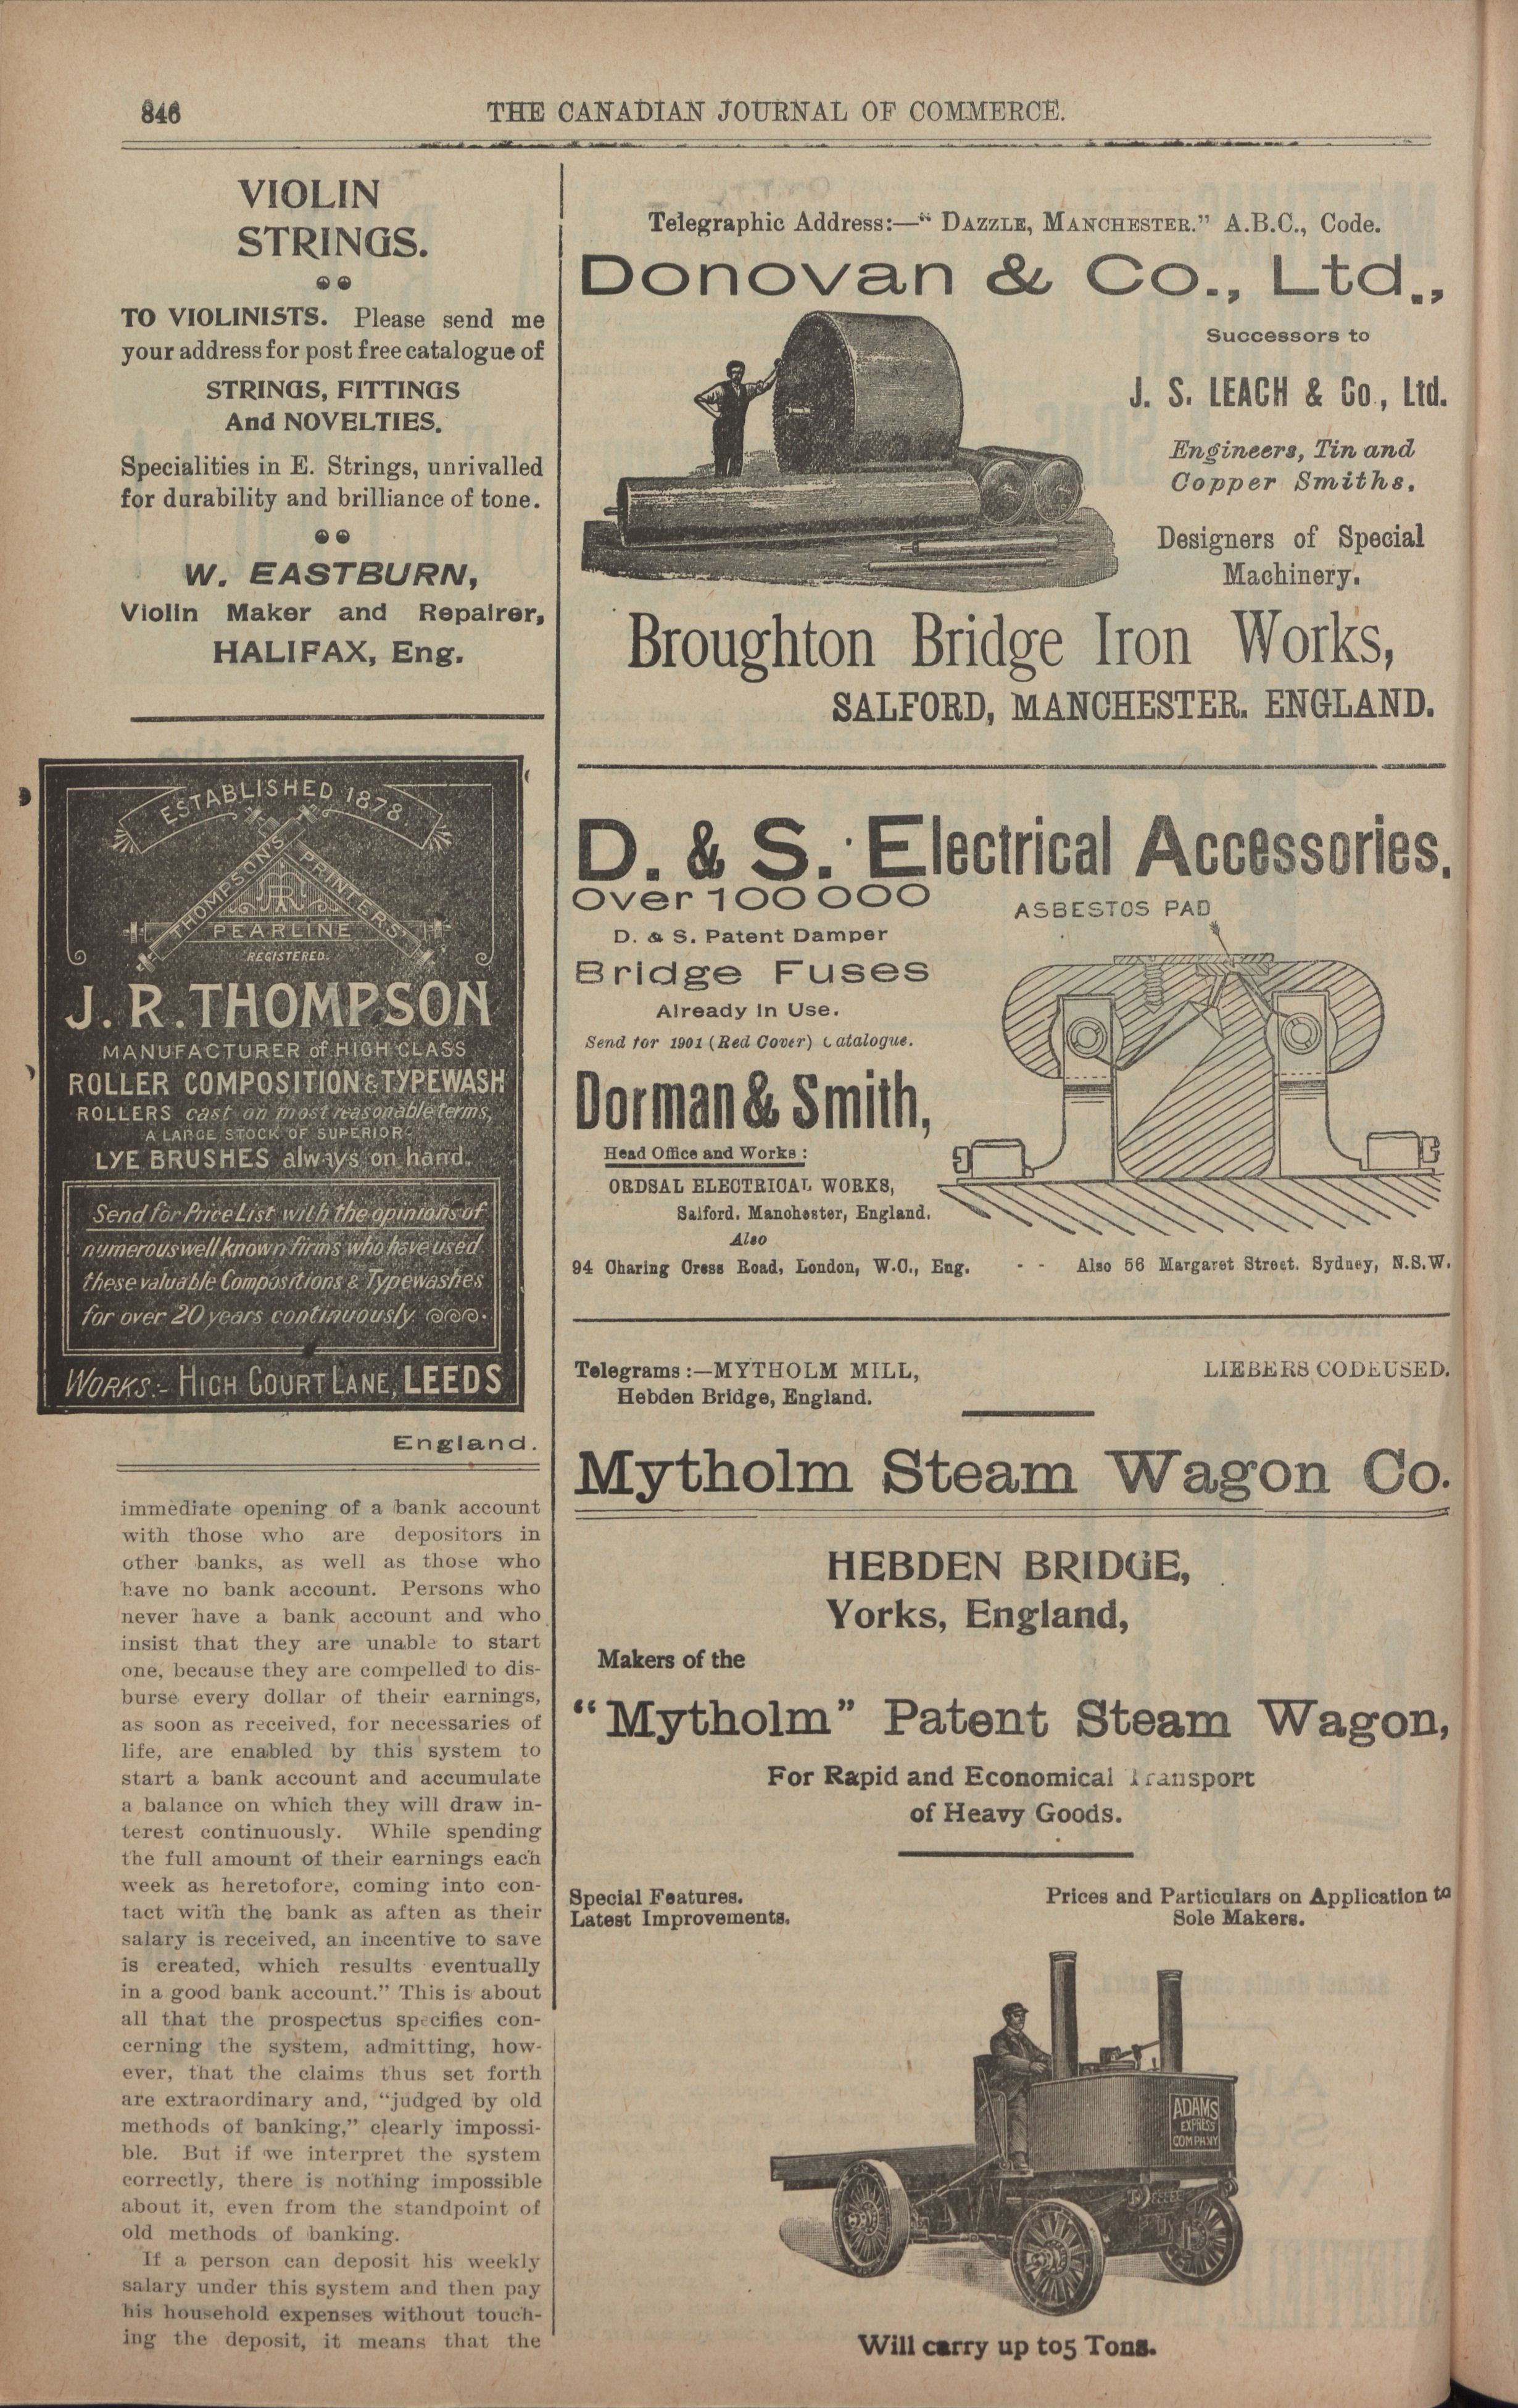 846
THE CANADIAN JOURNAL OF COMMERCE.
VIOLIN
STRINGS.
TO VIOLINISTS. Please send me
your address for post free catalogue of
STRINGS, FITTINGS
And NOVELTIES.
Specialities in E. Strings, unrivalled
for durability and brilliance of tone.
W. EASTBURN,
Violin Maker and Repairer,
HALIFAX, Eng.
ESTABLISHED 1878
THOMPSON'S PRINTERS'
PEARLINE
REGISTERED.
J. R. THOMPSON
MANUFACTURER of HIGH CLASS
ROLLER COMPOSITION & TYPEWASH
ROLLERS cast on most reasonable terms,
A LARGE STOCK OF SUPERIOR
LYE BRUSHES always on hand.
Send for Price List with the opinions of
numerous well known firms who have used
these valuable Compositions & Typewashes
for over 20 years continuously.
WORKS:- HIGH COURT LANE, LEEDS
England.
immediate opening of a bank account
with those who are depositors in
other banks, as well as those who
have no bank account. Persons who
never have a bank account and who
insist that they are unable to start
one, because they are compelled to dis-
burse every dollar of their earnings,
as soon as received, for necessaries of
life, are enabled by this system to
start a bank account and accumulate
a balance on which they will draw in-
terest continuously. While spending
the full amount of their earnings each
week as heretofore, coming into con-
tact with the bank as aften as their
salary is received, an incentive to save
is created, which results eventually
in a good bank account." This is about
all that the prospectus specifies con-
cerning the system, admitting, how-
ever, that the claims thus set forth
are extraordinary and, "judged by old
methods of banking," clearly impossi-
ble. But if we interpret the system
correctly, there is nothing impossible
about it, even from the standpoint of
old methods of banking.
If a person can deposit his weekly
salary under this system and then pay
his household expenses without touch-
ing the deposit, it means that the
Telegraphic Address:—" DAZZLE, MANCHESTER." A.B.C., Code.
Donovan & Co., Ltd.,
Successors to
J. S. LEACH & Co., Ltd.
Engineers, Tin and
Copper Smiths.
Designers of Special
Machinery.
Broughton Bridge Iron Works,
SALFORD, MANCHESTER. ENGLAND.
D. & S. Electrical Accessories.
Over 100 000
D. & S. Patent Damper
Bridge Fuses
Already In Use.
Send for 1901 (Red Cover) Catalogue.
ASBESTOS PAD
Dorman & Smith,
Head Office and Works:
ORDSAL ELECTRICAL WORKS,
Salford, Manchester, England.
Also
94 Charing Cress Road, London, W.C., Eng. - - Also 56 Margaret Street. Sydney, N.S.W.
Telegrams:—MYTHOLM MILL,
Hebden Bridge, England.
LIEBERS CODE USED.
Mytholm Steam Wagon Co.
HEBDEN BRIDGE,
Yorks, England,
Makers of the
"Mytholm" Patent Steam Wagon,
For Rapid and Economical Transport
of Heavy Goods.
Special Features.
Latest Improvements.
Prices and Particulars on Application to
Sole Makers.
ADAMS
EXPRESS
COMPANY
Will carry up to5 Tons.